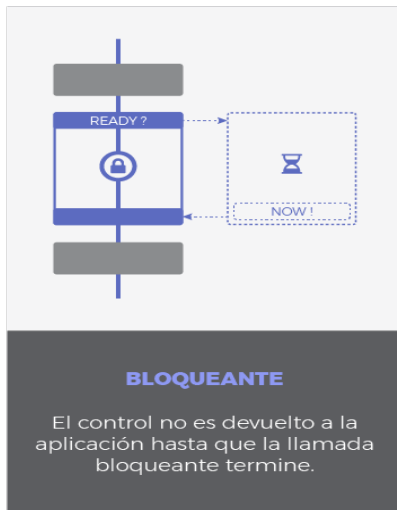 READY ?
NOW !
BLOQUEANTE
El control no es devuelto a la
aplicación hasta que la llamada
bloqueante termine.